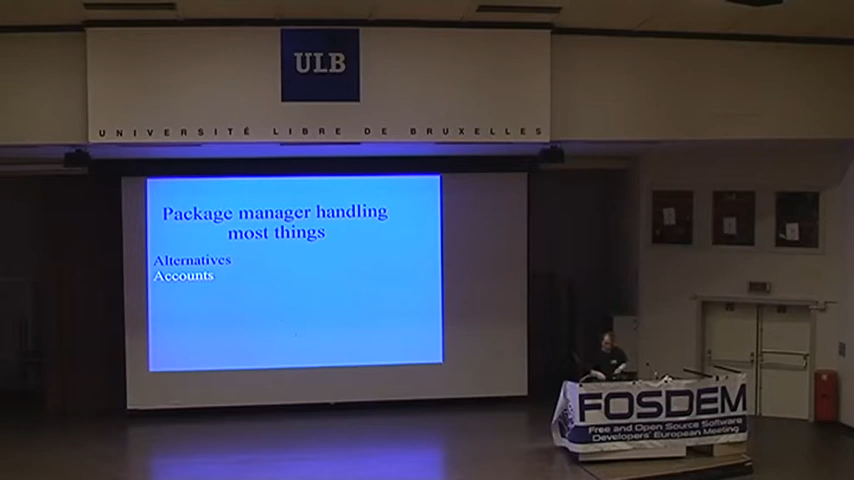 ULB
UNIVERSITÉ LIBRE DE BRUXELLES
Package manager handling
most things
Alternatives
Accounts
FOSDEM
Free and Open Source Software
Developers' European Meeting